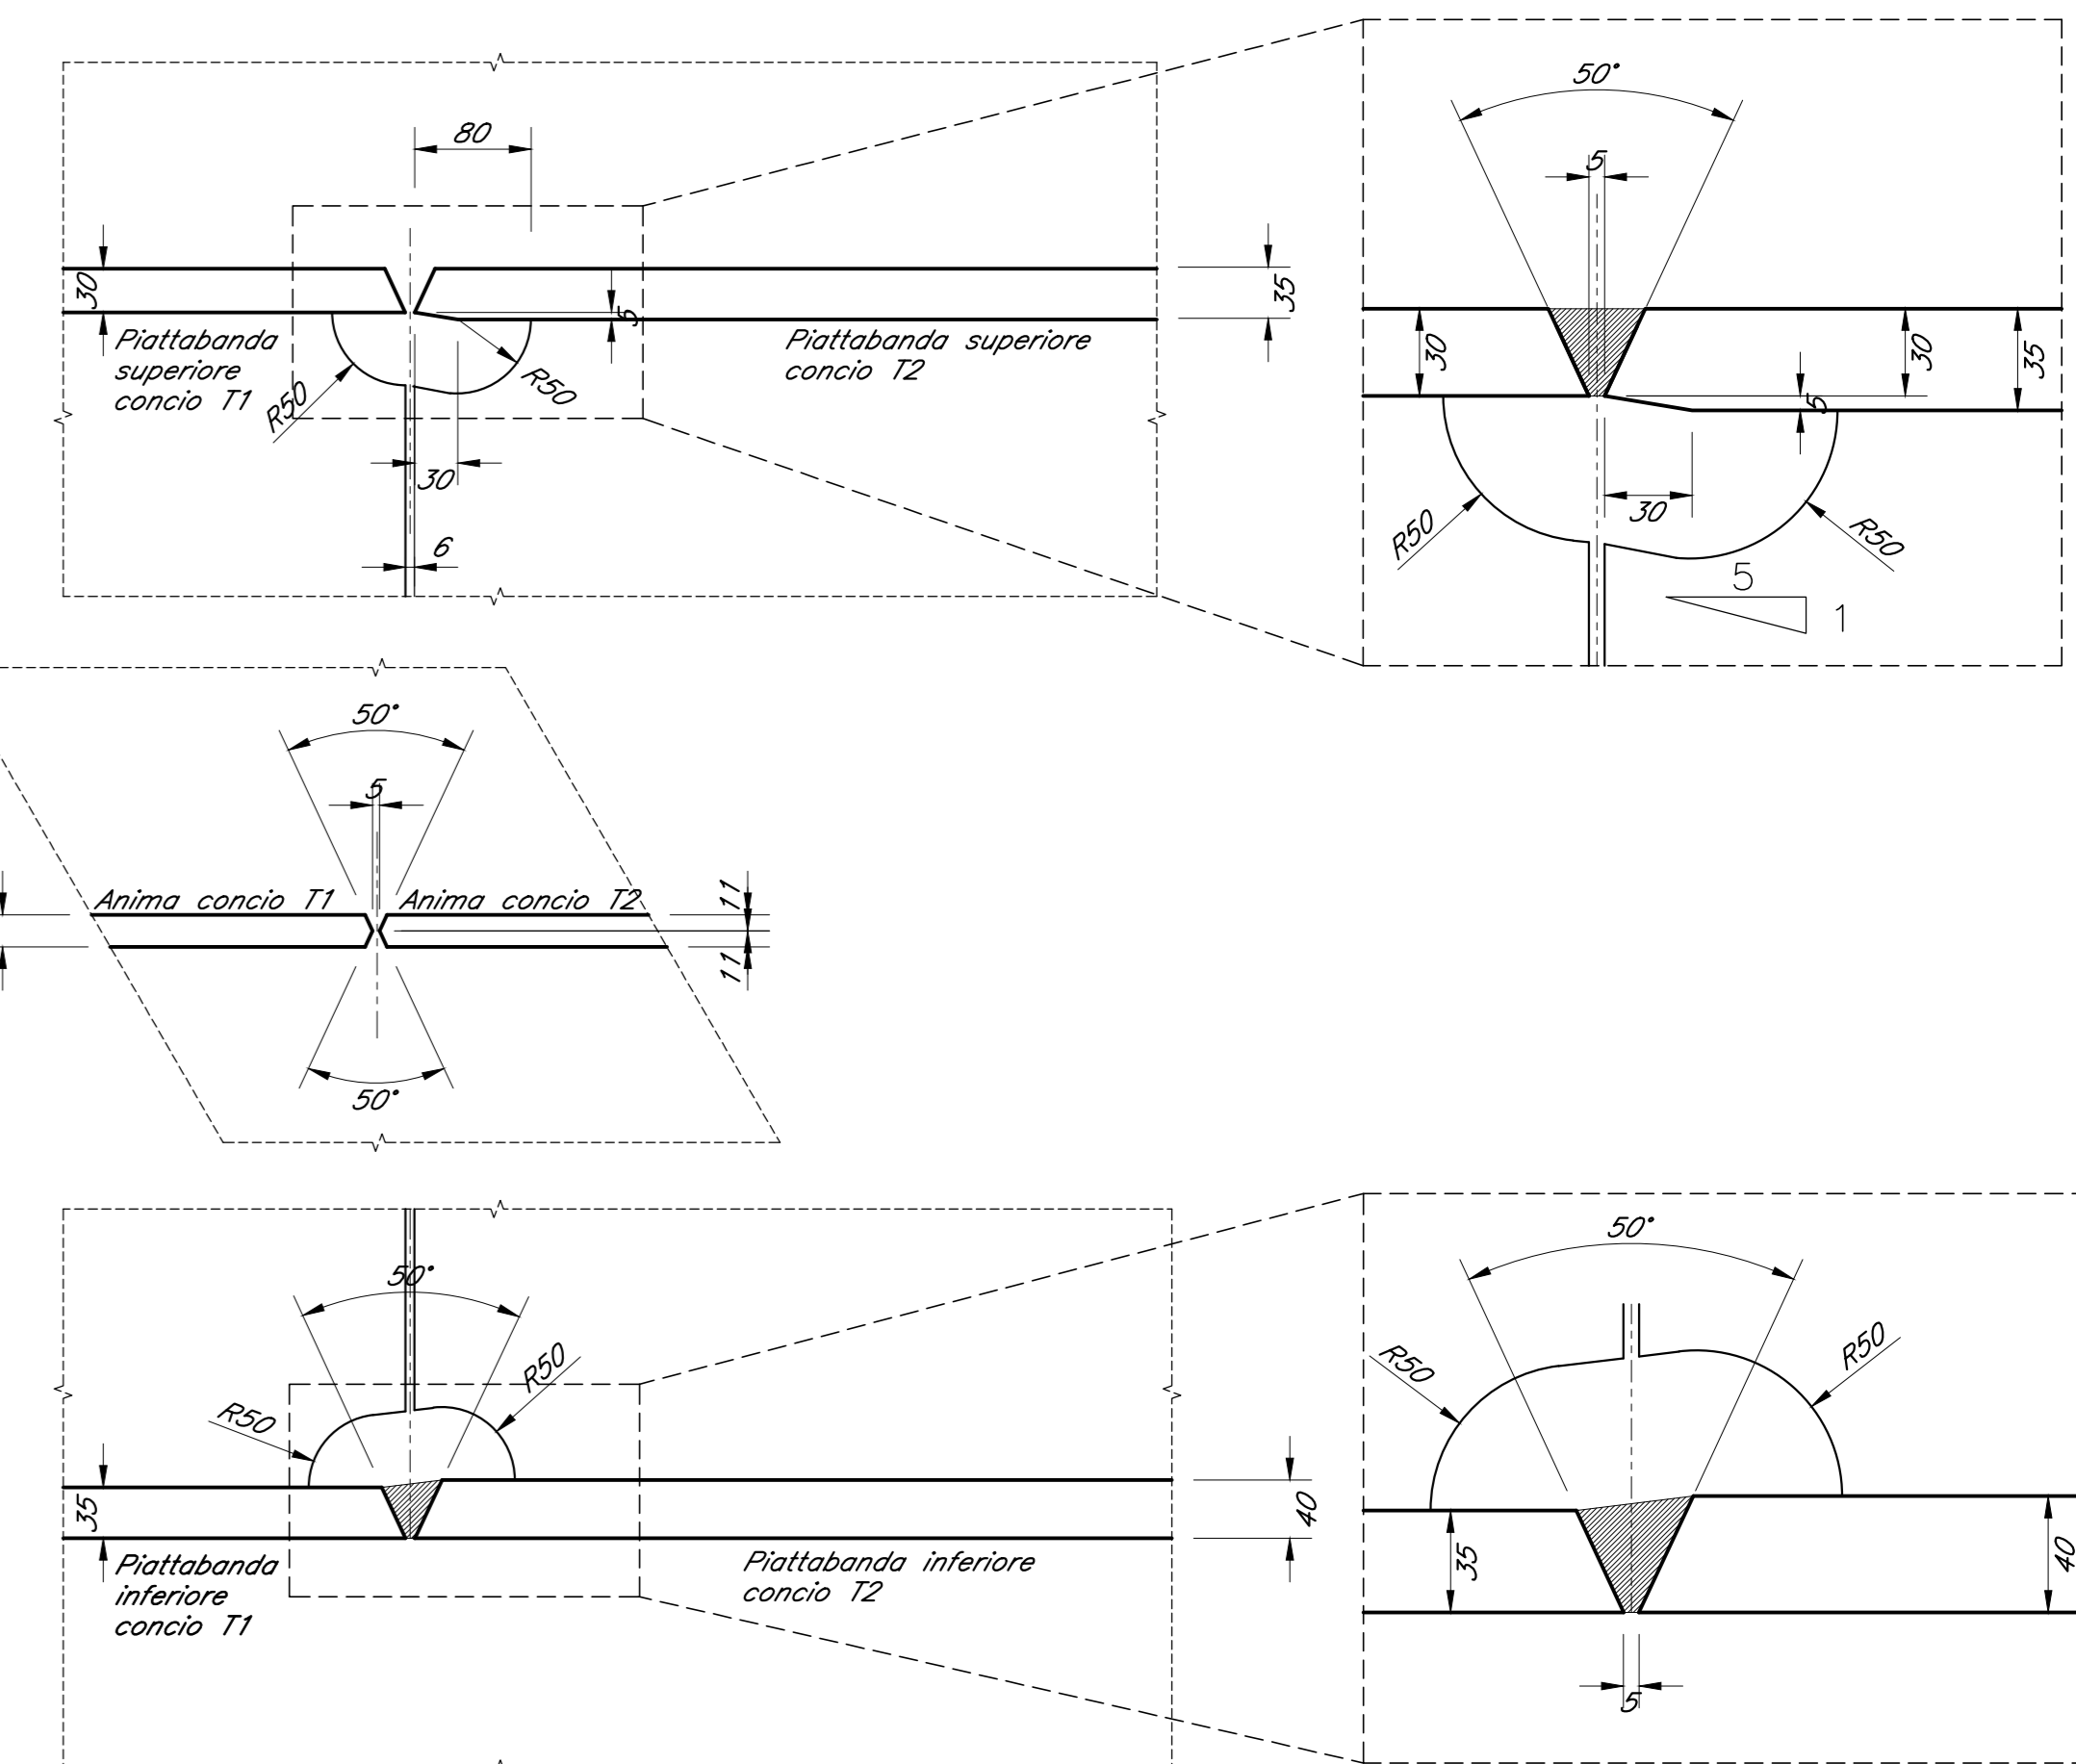 50°
80
5
30
5
35
30
30
35
5
Piattabanda
superiore
concio T1
Piattabanda superiore
concio T2
R50
R50
30
6
R50
30
R50
5
1
50°
5
Anima concio T1
Anima concio T2
11
11
50°
50°
50°
R50
R50
R50
R50
35
40
35
40
Piattabanda
inferiore
concio T1
Piattabanda inferiore
concio T2
5